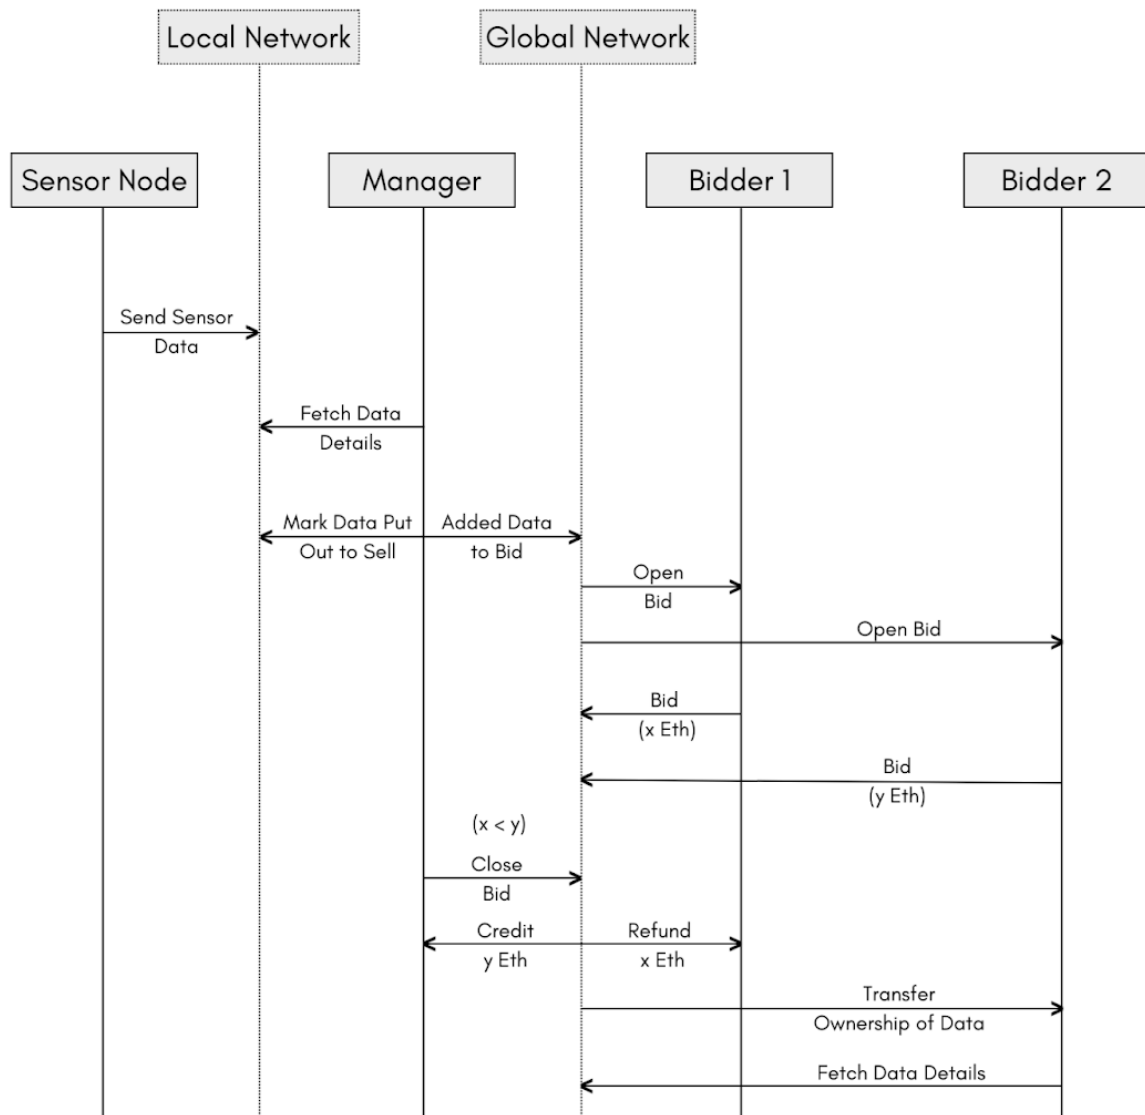 Local Network
Global Network
Sensor Node
Manager
Bidder 1
Bidder 2
Send Sensor
Data
Fetch Data
Details
Mark Data Put
Out to Sell
Added Data
to Bid
Open
Bid
Open Bid
Bid
(x Eth)
Bid
(y Eth)
(x < y)
Close
Bid
Credit
y Eth
Refund
x Eth
Transfer
Ownership of Data
Fetch Data Details